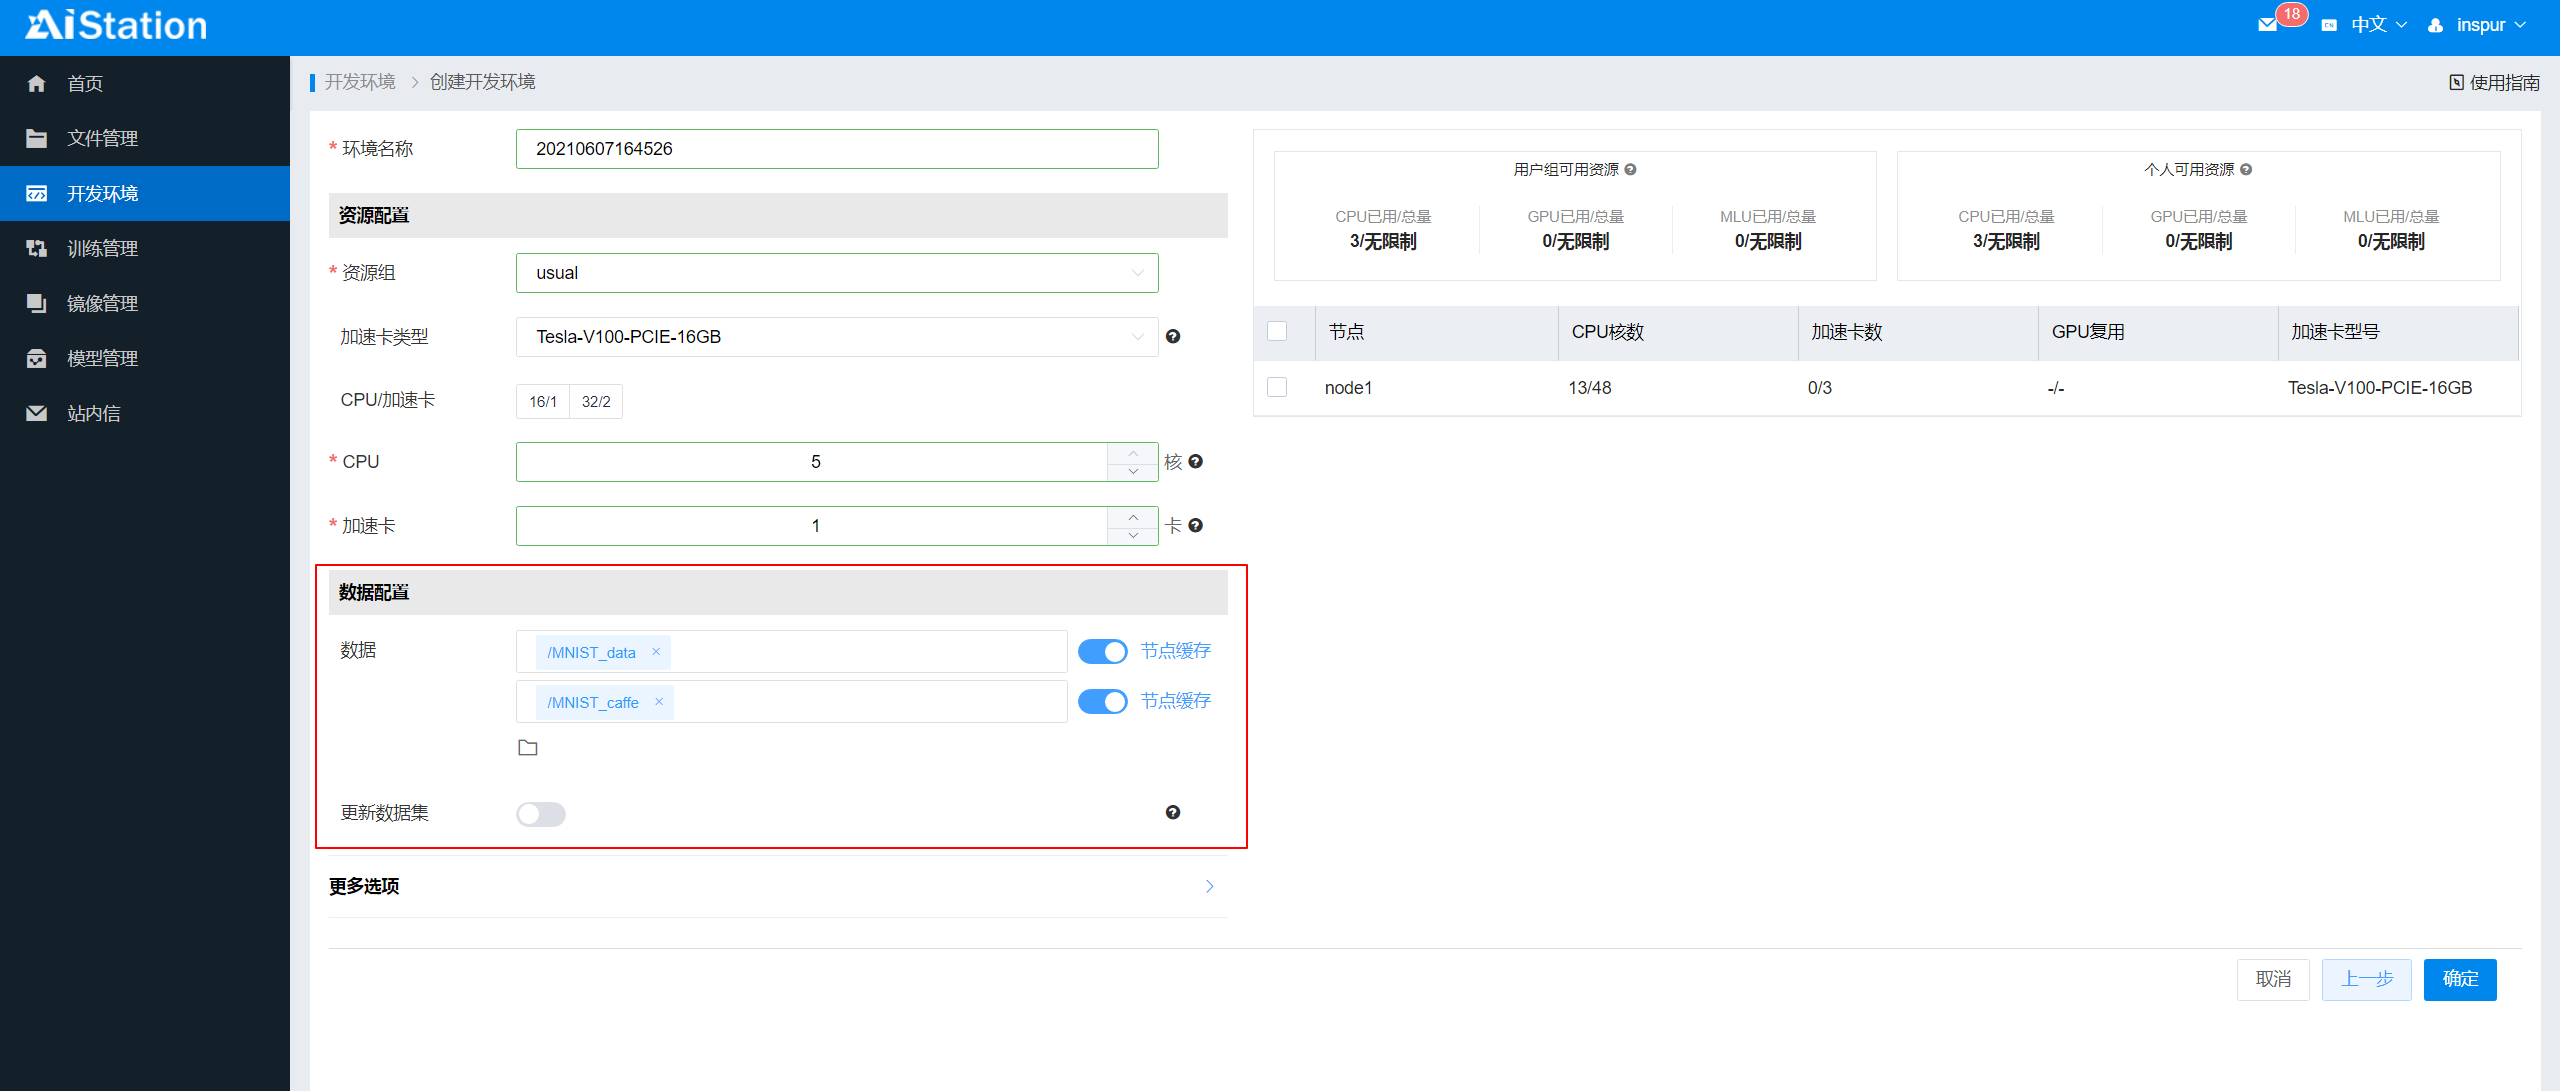 AiStation
18
CN
中文
inspur
首页
文件管理
开发环境
训练管理
镜像管理
模型管理
站内信
开发环境 > 创建开发环境
使用指南
* 环境名称
20210607164526
资源配置
* 资源组
usual
加速卡类型
Tesla-V100-PCIE-16GB
CPU/加速卡
16/1
32/2
* CPU
5
核
* 加速卡
1
卡
数据配置
数据
/MNIST_data ×
节点缓存
/MNIST_caffe ×
节点缓存
更新数据集
更多选项
用户组可用资源
CPU已用/总量
GPU已用/总量
MLU已用/总量
3/无限制
0/无限制
0/无限制
个人可用资源
CPU已用/总量
GPU已用/总量
MLU已用/总量
3/无限制
0/无限制
0/无限制
节点
CPU核数
加速卡数
GPU复用
加速卡型号
node1
13/48
0/3
-/-
Tesla-V100-PCIE-16GB
取消
上一步
确定